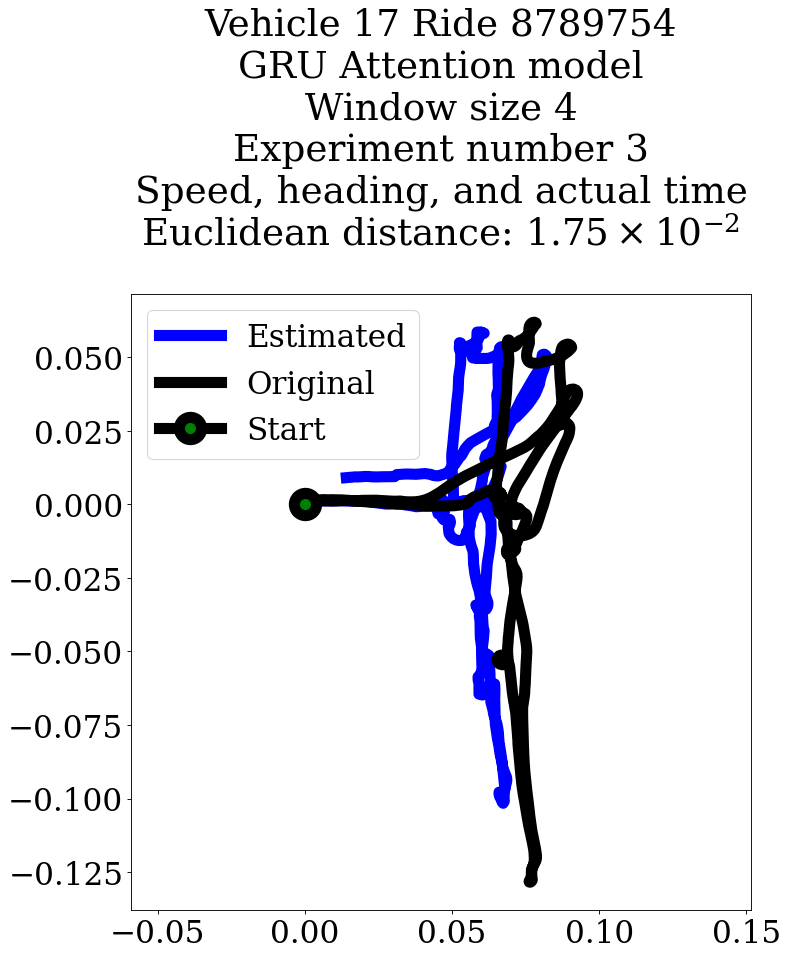 Vehicle 17 Ride 8789754
GRU Attention model
Window size 4
Experiment number 3
Speed, heading, and actual time
Euclidean distance: 1.75 × 10⁻²
Estimated
Original
Start
0.050
0.025
0.000
−0.025
−0.050
−0.075
−0.100
−0.125
−0.05 0.00 0.05 0.10 0.15